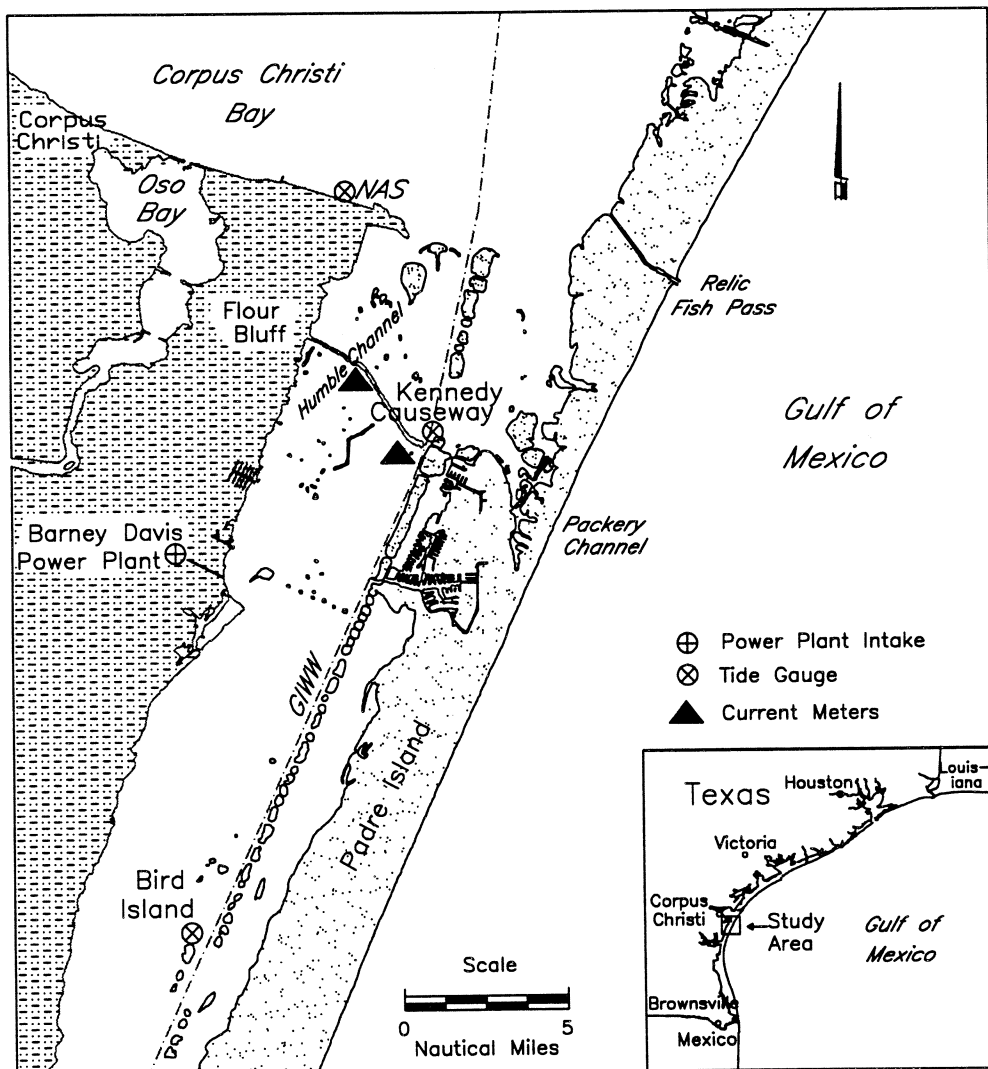 Corpus Christi
Bay
Corpus
Christi
Oso
Bay
NAS
Flour
Bluff
Humble Channel
Kennedy
Causeway
Relic
Fish Pass
Gulf of
Mexico
Packery
Channel
Barney Davis
Power Plant
GIWW
Padre Island
Bird
Island
Power Plant Intake
Tide Gauge
Current Meters
Scale
0
5
Nautical Miles
Texas
Houston
Louis-
iana
Victoria
Corpus
Christi
Study
Area
Gulf of
Mexico
Brownsville
Mexico